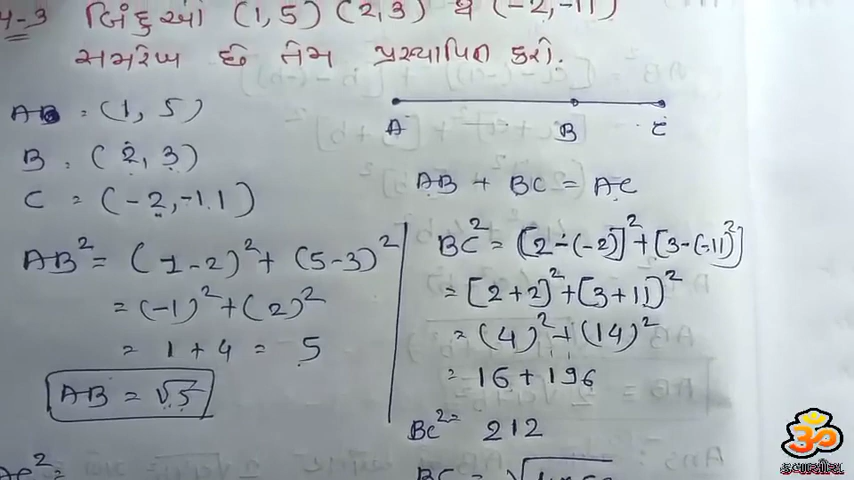 4-3 બિંદુઓ (1, 5) (2, 3) (-2, -11)
સમરેખ છે તેમ પ્રસ્થાપિત કરો.
A = (1, 5)
B = (2, 3)
C = (-2, -11)
A B C
AB + BC = AC
AB² = (1-2)² + (5-3)²
= (-1)² + (2)²
= 1 + 4 = 5
AB = √5
BC² = [2-(-2)]² + [3-(-11)²]
= [2+2]² + [3+11]²
= (4)² + (14)²
= 16 + 196
BC² = 212
BC = √
AC² =
ૐ